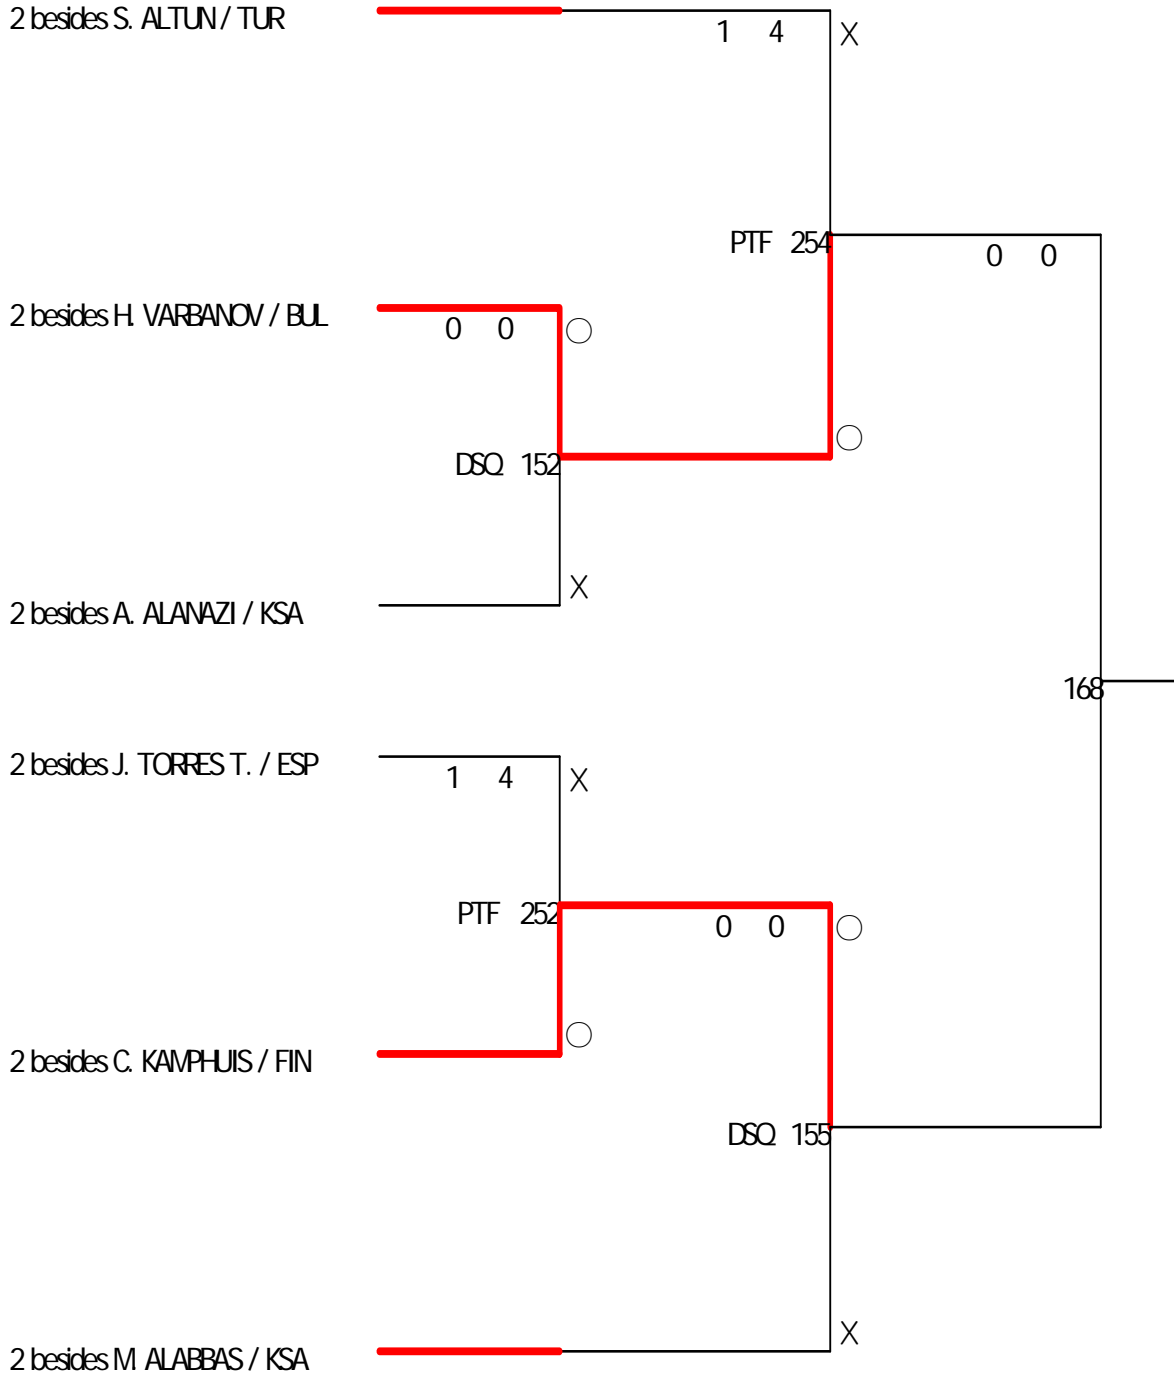 2 besides S. ALTUN / TUR
1 4 X
PTF 254
0 0
2 besides H. VARBANOV / BUL
0 0 ○
○
DSQ 152
X
2 besides A. ALANAZI / KSA
168
2 besides J. TORRES T. / ESP
1 4 X
PTF 252
0 0 ○
○
2 besides C. KAMPHUIS / FIN
DSQ 155
X
2 besides M. ALABBAS / KSA